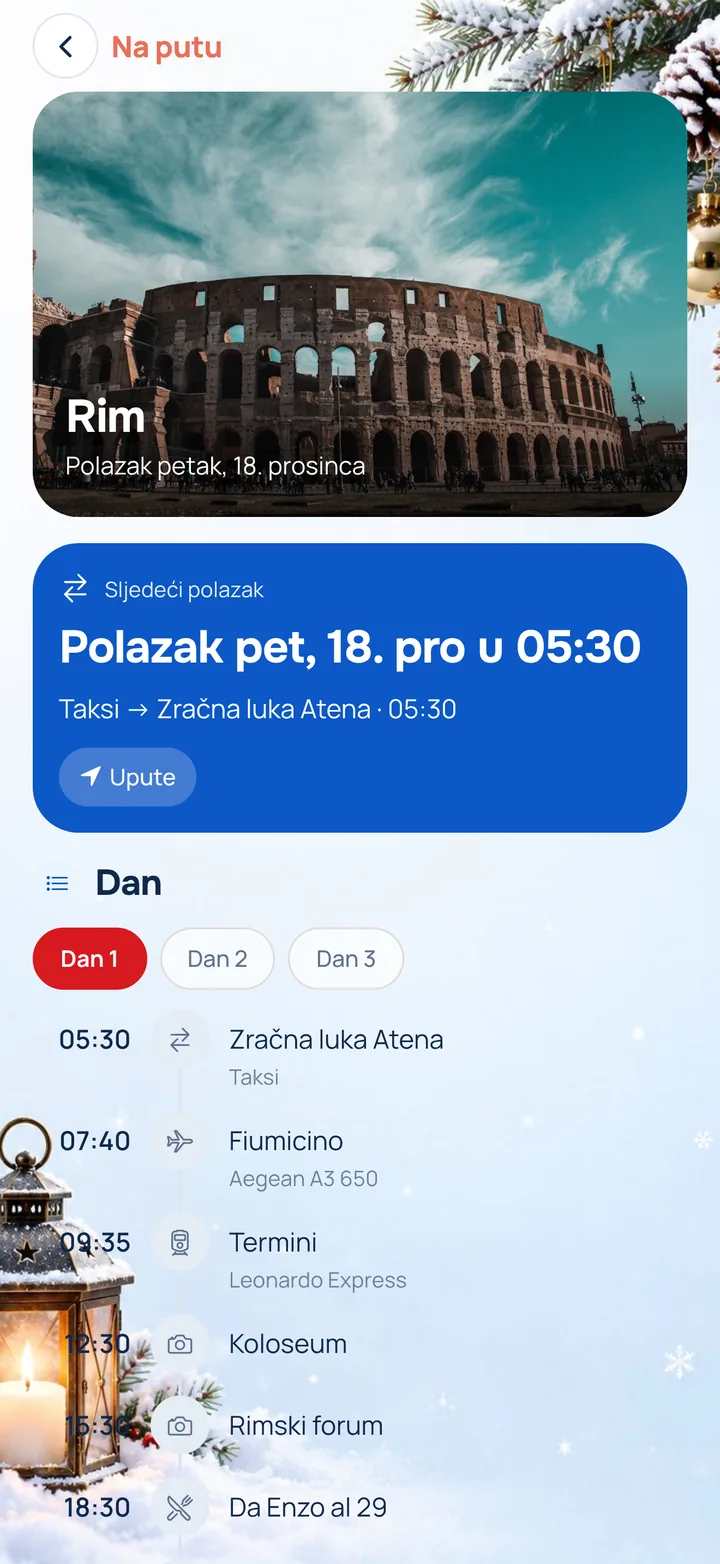 Na putu
Rim
Polazak petak, 18. prosinca
Sljedeći polazak
Polazak pet, 18. pro u 05:30
Taksi → Zračna luka Atena · 05:30
Upute
Dan
Dan 1 Dan 2 Dan 3
05:30 Zračna luka Atena
Taksi
07:40 Fiumicino
Aegean A3 650
09:35 Termini
Leonardo Express
12:30 Koloseum
15:30 Rimski forum
18:30 Da Enzo al 29